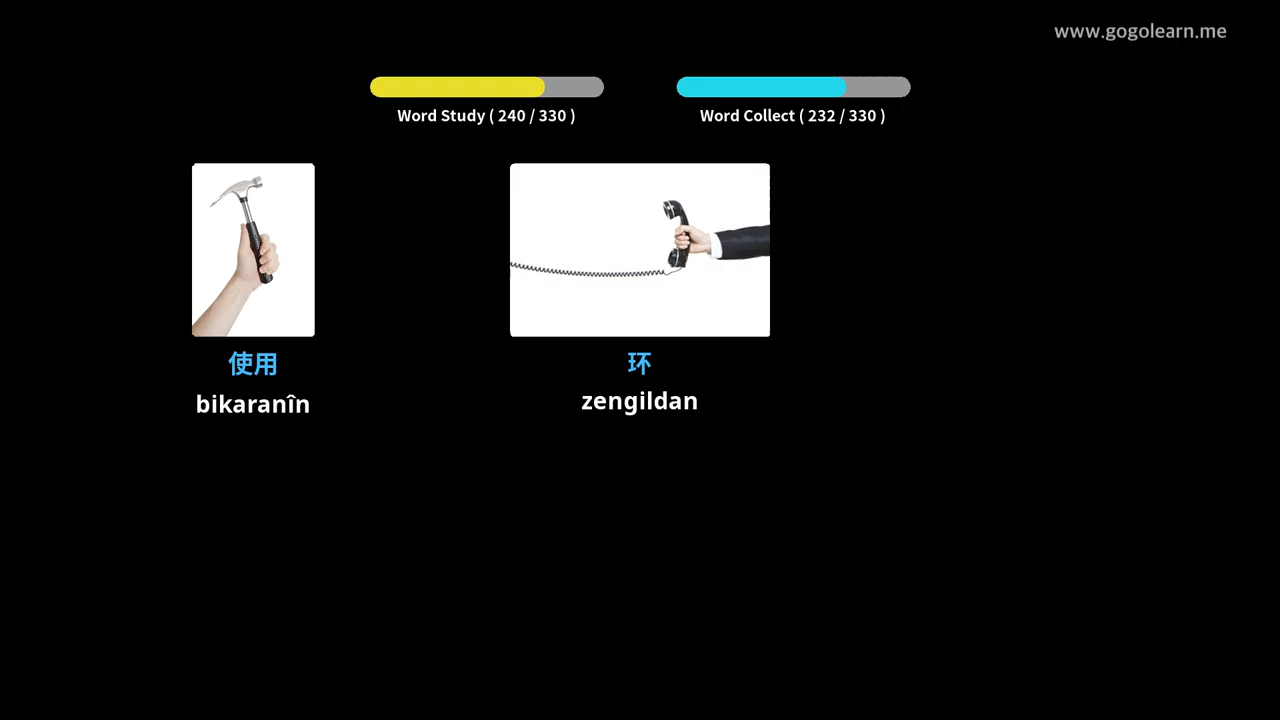 www.gogolearn.me
Word Study ( 240 / 330 )
Word Collect ( 232 / 330 )
使用
bikaranîn
环
zengildan